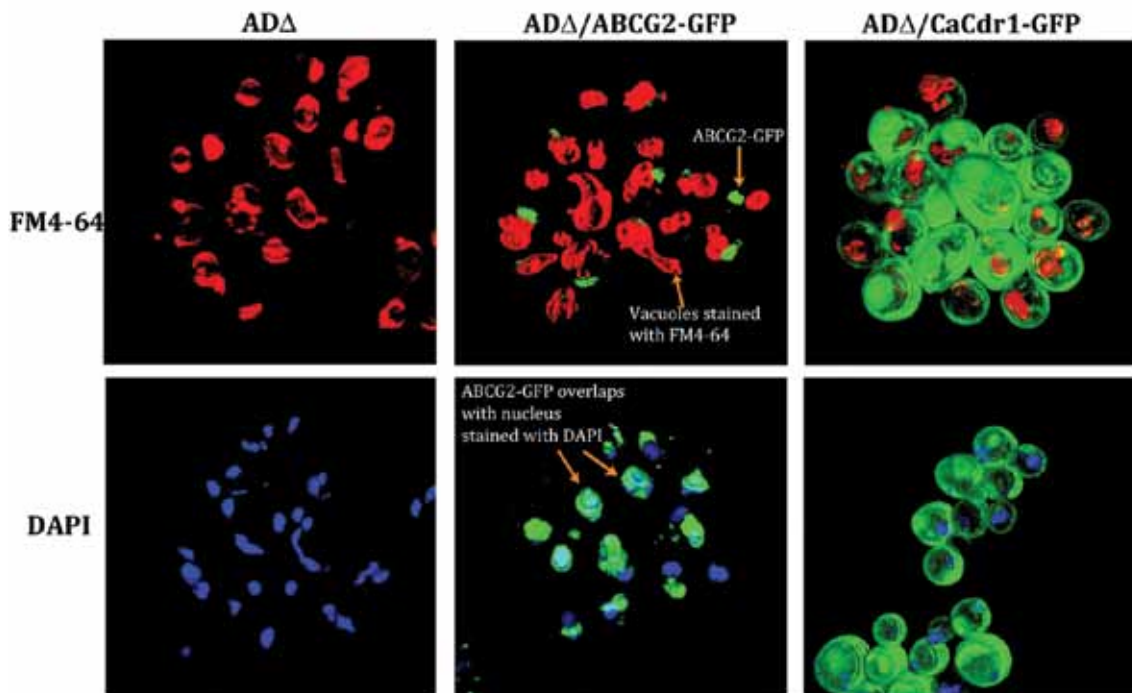 ADΔ
ADΔ/ABCG2-GFP
ADΔ/CaCdr1-GFP
FM4-64
ABCG2-GFP
Vacuoles stained
with FM4-64
DAPI
ABCG2-GFP overlaps
with nucleus
stained with DAPI